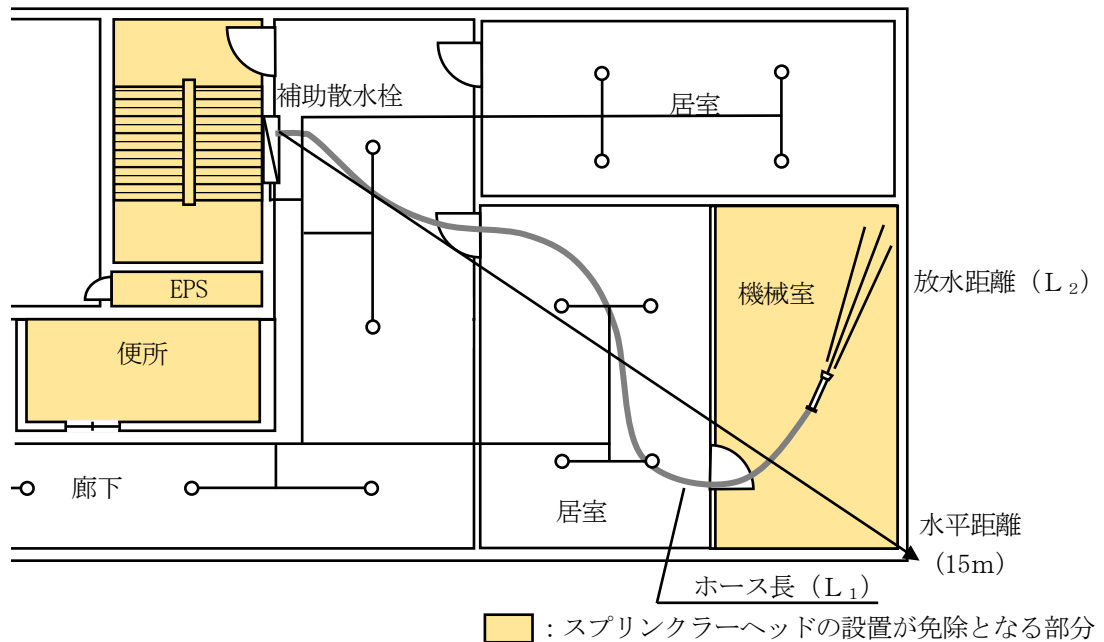 居室
補助散水栓
EPS
機械室
放水距離（L₂）
便所
廊下
居室
水平距離
（15m）
ホース長（L₁）
：スプリンクラーヘッドの設置が免除となる部分